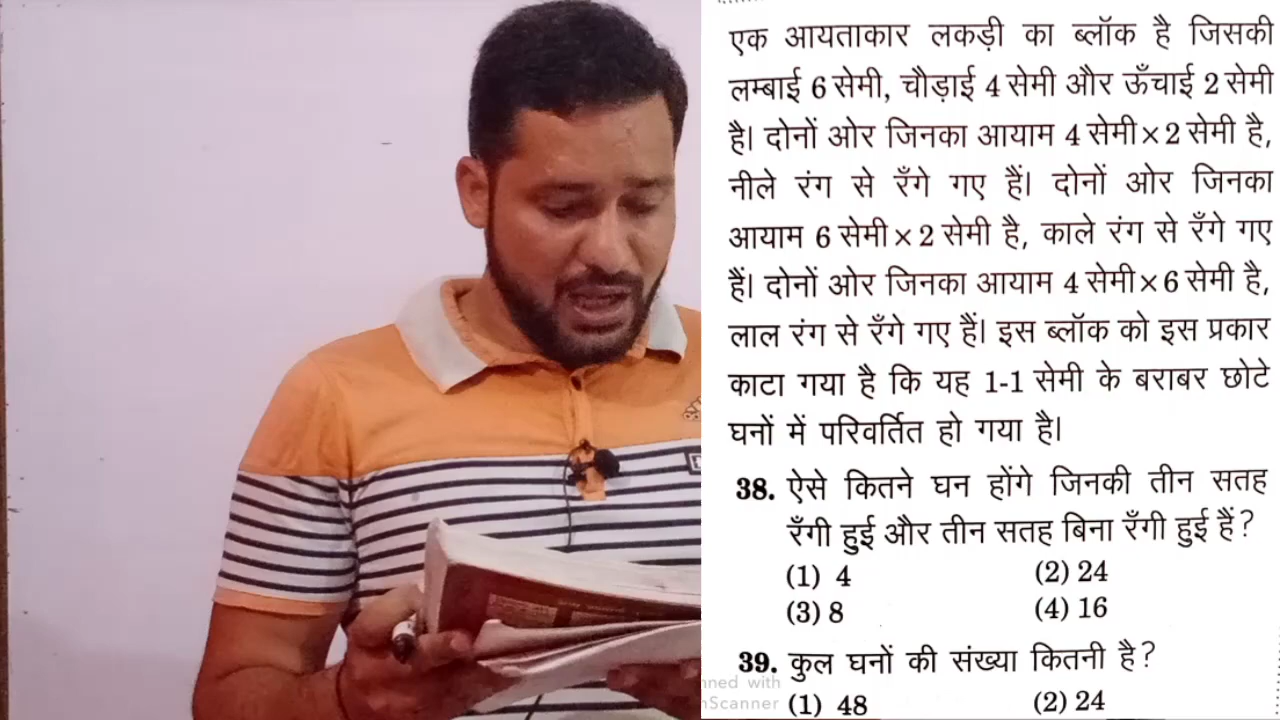 एक आयताकार लकड़ी का ब्लॉक है जिसकी
लम्बाई 6 सेमी, चौड़ाई 4 सेमी और ऊँचाई 2 सेमी
है। दोनों ओर जिनका आयाम 4 सेमी×2 सेमी है,
नीले रंग से रँगे गए हैं। दोनों ओर जिनका
आयाम 6 सेमी×2 सेमी है, काले रंग से रँगे गए
हैं। दोनों ओर जिनका आयाम 4 सेमी×6 सेमी है,
लाल रंग से रँगे गए हैं। इस ब्लॉक को इस प्रकार
काटा गया है कि यह 1-1 सेमी के बराबर छोटे
घनों में परिवर्तित हो गया है।
38. ऐसे कितने घन होंगे जिनकी तीन सतह
रँगी हुई और तीन सतह बिना रँगी हुई हैं?
(1) 4 (2) 24
(3) 8 (4) 16
39. कुल घनों की संख्या कितनी है?
nned with
Scanner
(1) 48 (2) 24